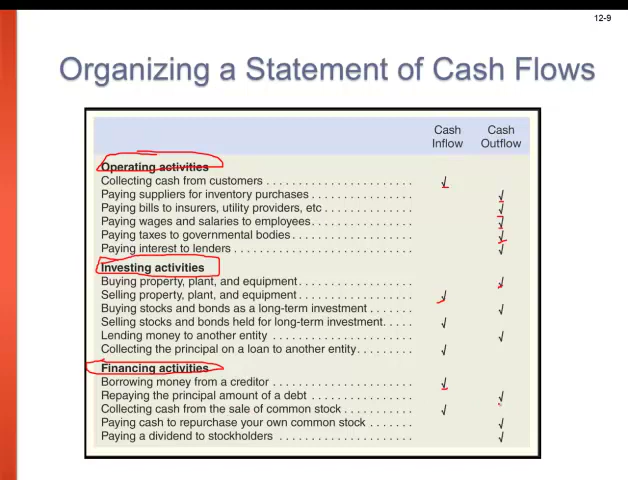 12-9
Organizing a Statement of Cash Flows
Cash Inflow Cash Outflow
Operating activities
Collecting cash from customers . . . . . . . . . . . . . . . . . . . . . . √
Paying suppliers for inventory purchases . . . . . . . . . . . . . . . √
Paying bills to insurers, utility providers, etc . . . . . . . . . . . . . √
Paying wages and salaries to employees. . . . . . . . . . . . . . . √
Paying taxes to governmental bodies. . . . . . . . . . . . . . . . . . √
Paying interest to lenders . . . . . . . . . . . . . . . . . . . . . . . . . . . √
Investing activities
Buying property, plant, and equipment. . . . . . . . . . . . . . . . . √
Selling property, plant, and equipment . . . . . . . . . . . . . . . . . √
Buying stocks and bonds as a long-term investment . . . . . . . √
Selling stocks and bonds held for long-term investment. . . . . √
Lending money to another entity . . . . . . . . . . . . . . . . . . . . . √
Collecting the principal on a loan to another entity. . . . . . . . . √
Financing activities
Borrowing money from a creditor . . . . . . . . . . . . . . . . . . . . . √
Repaying the principal amount of a debt . . . . . . . . . . . . . . . √
Collecting cash from the sale of common stock . . . . . . . . . . . √
Paying cash to repurchase your own common stock . . . . . . . √
Paying a dividend to stockholders . . . . . . . . . . . . . . . . . . . . √